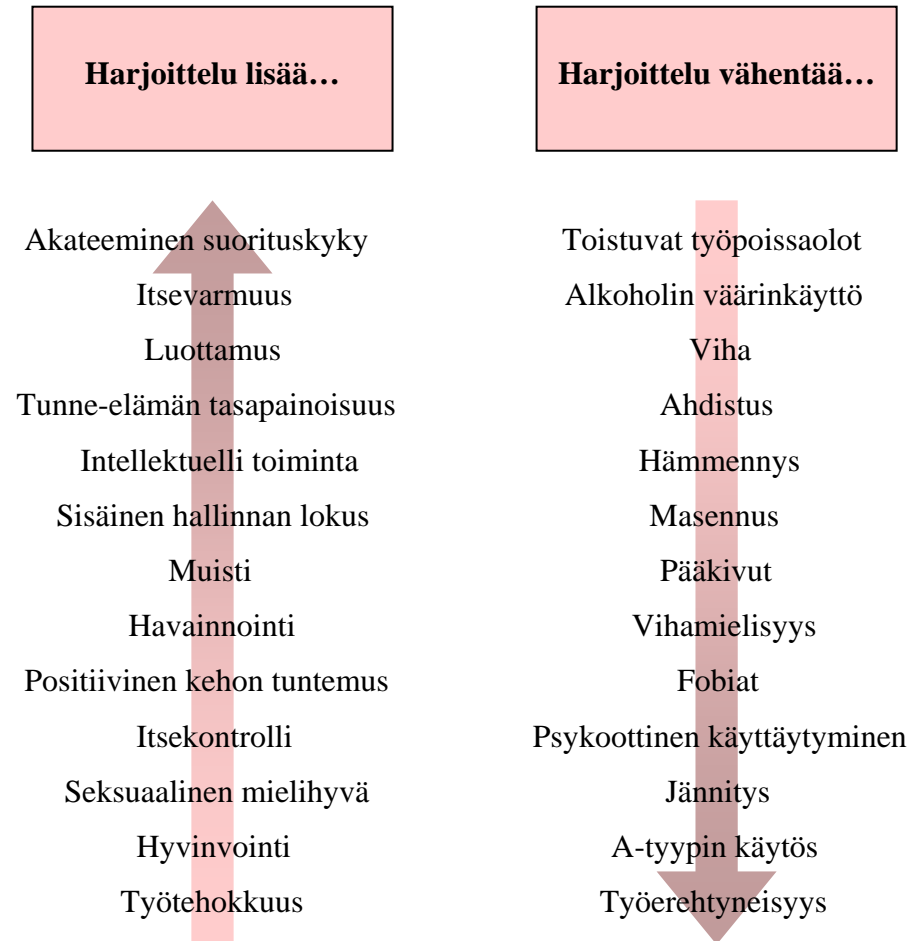 Harjoittelu lisää…
Akateeminen suorituskyky
Itsevarmuus
Luottamus
Tunne-elämän tasapainoisuus
Intellektuelli toiminta
Sisäinen hallinnan lokus
Muisti
Havainnointi
Positiivinen kehon tuntemus
Itsekontrolli
Seksuaalinen mielihyvä
Hyvinvointi
Työtehokkuus
Harjoittelu vähentää…
Toistuvat työpoissaolot
Alkoholin väärinkäyttö
Viha
Ahdistus
Hämmennys
Masennus
Pääkivut
Vihamielisyys
Fobiat
Psykoottinen käyttäytyminen
Jännitys
A-tyypin käytös
Työerehtyneisyys